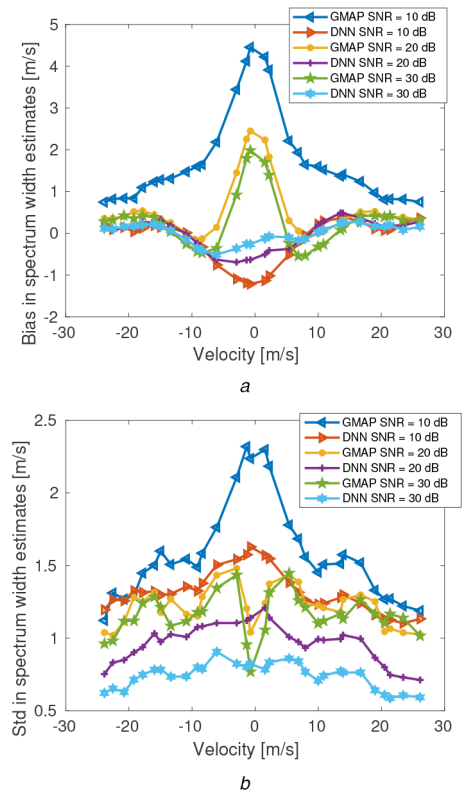 5
4
3
2
1
0
-1
-2
-30 -20 -10 0 10 20 30
Bias in spectrum width estimates [m/s]
Velocity [m/s]
GMAP SNR = 10 dB
DNN SNR = 10 dB
GMAP SNR = 20 dB
DNN SNR = 20 dB
GMAP SNR = 30 dB
DNN SNR = 30 dB
a
2.5
2
1.5
1
0.5
-30 -20 -10 0 10 20 30
Std in spectrum width estimates [m/s]
Velocity [m/s]
GMAP SNR = 10 dB
DNN SNR = 10 dB
GMAP SNR = 20 dB
DNN SNR = 20 dB
GMAP SNR = 30 dB
DNN SNR = 30 dB
b